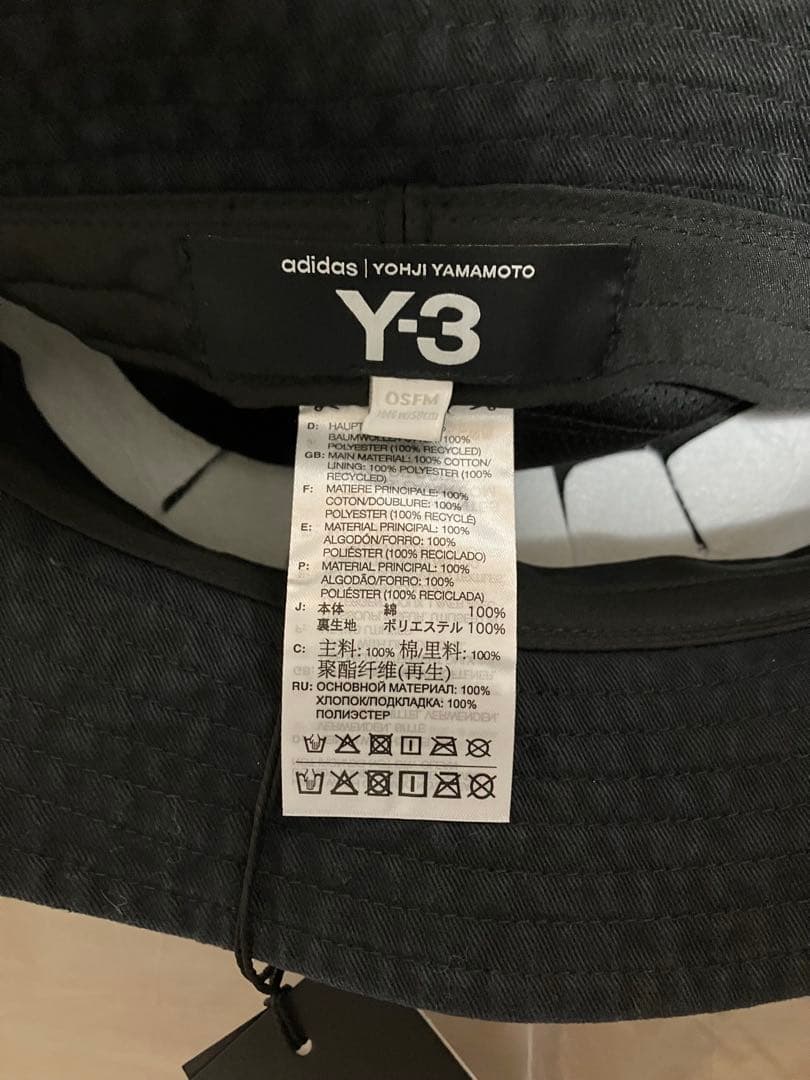 adidas | YOHJI YAMAMOTO
Y-3
OSFM
D: HAUPT
100%
POLYESTER (100% RECYCLED)
GB: MAIN MATERIAL: 100% COTTON/
LINING: 100% POLYESTER (100%
RECYCLED)
F: MATIERE PRINCIPALE: 100%
COTON/DOUBLURE: 100%
POLYESTER (100% RECYCLÉ)
E: MATERIAL PRINCIPAL: 100%
ALGODÓN/FORRO: 100%
POLIÉSTER (100% RECICLADO)
P: MATERIAL PRINCIPAL: 100%
ALGODÃO/FORRO: 100%
POLIÉSTER (100% RECICLADA)
J: 本体 綿 100%
裏生地 ポリエステル 100%
C: 主料: 100% 棉/里料: 100%
聚酯纤维(再生)
RU: ОСНОВНОЙ МАТЕРИАЛ: 100%
ХЛОПОК/ПОДКЛАДКА: 100%
ПОЛИЭСТЕР